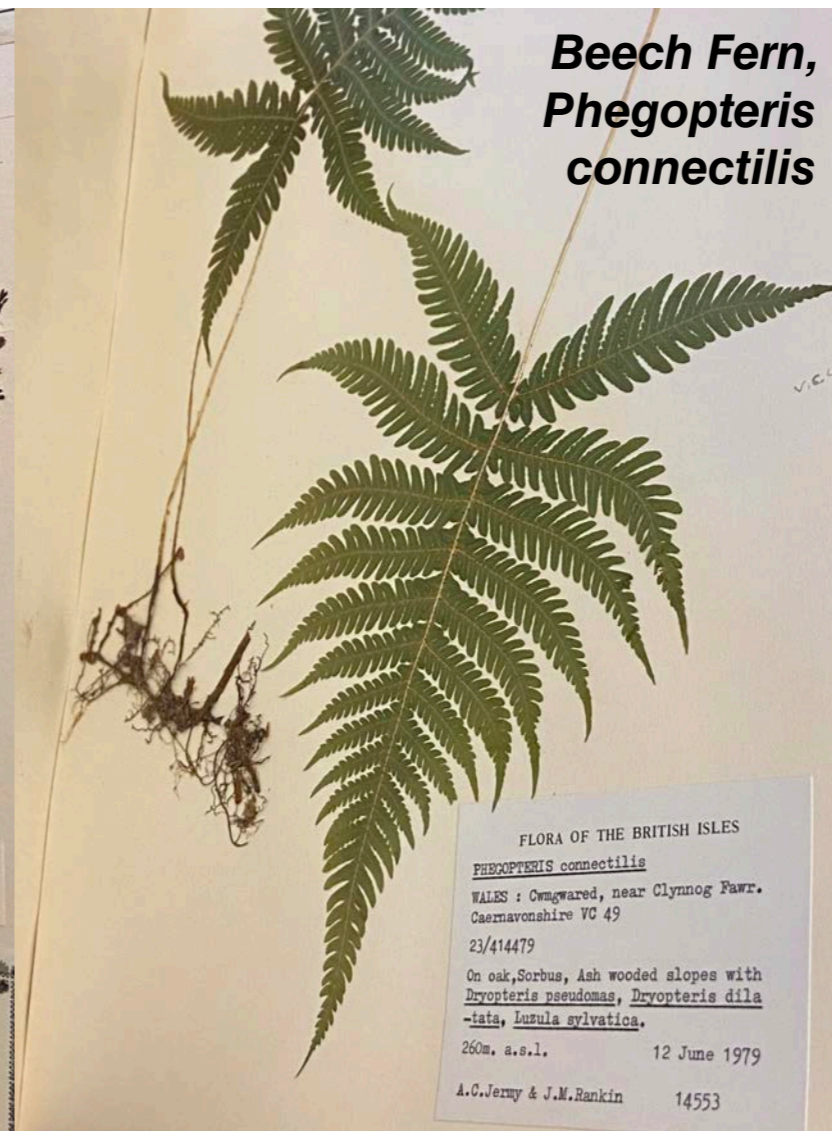 Beech Fern,
Phegopteris
connectilis
FLORA OF THE BRITISH ISLES
PHEGOPTERIS connectilis
WALES : Cwmgwared, near Clynnog Fawr.
Caernavonshire VC 49
23/414479
On oak,Sorbus, Ash wooded slopes with
Dryopteris pseudomas, Dryopteris dila
-tata, Luzula sylvatica.
260m. a.s.l. 12 June 1979
A.C.Jermy & J.M.Rankin 14553